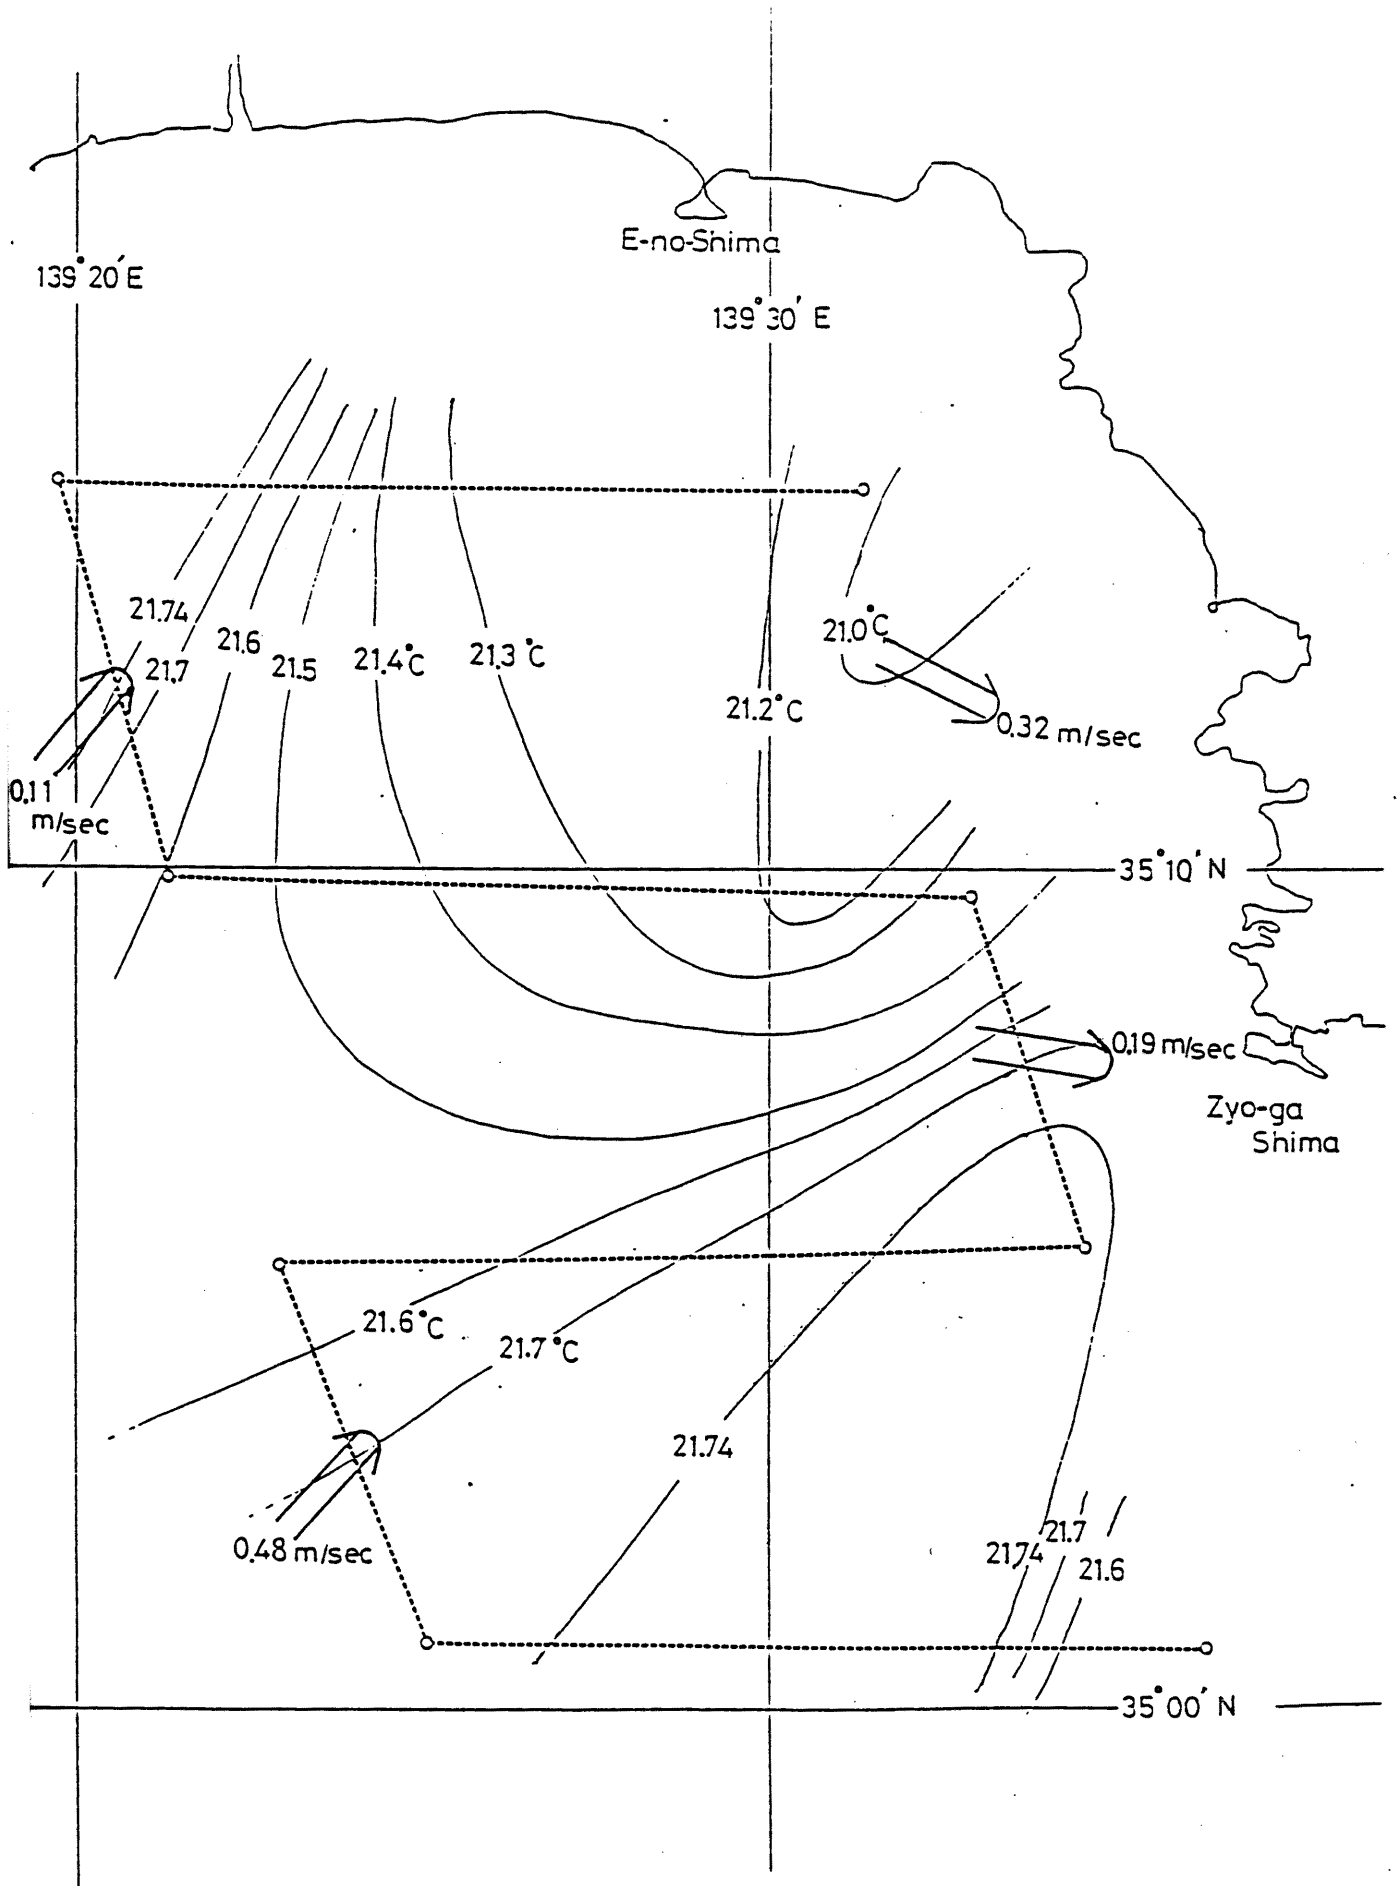 E-no-Shima
139°20'E
139°30' E
21.74
21.6
21.7
21.5
21.4°C
21.3°C
21.0°C
21.2°C
0.32 m/sec
0.11
m/sec
35°10' N
0.19 m/sec
Zyo-ga
Shima
21.6°C
21.7°C
21.74
0.48 m/sec
21.7
21.74
21.6
35°00' N